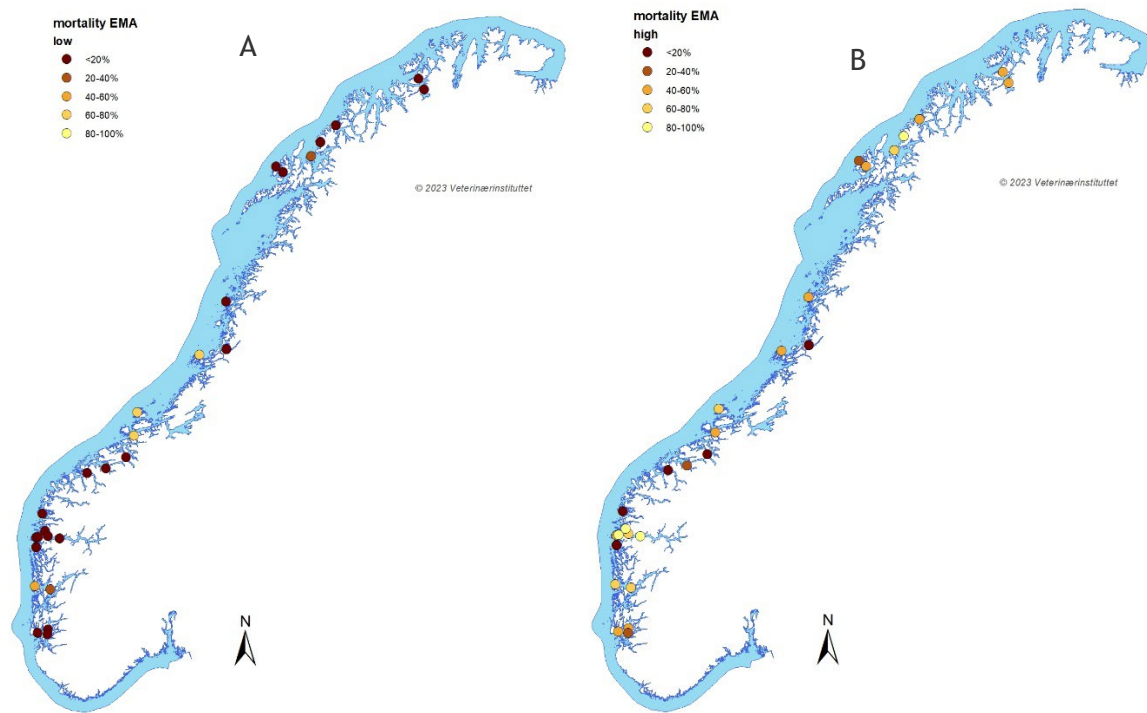 mortality EMA
low
<20%
20-40%
40-60%
60-80%
80-100%
A
© 2023 Veterinærinstituttet
N
mortality EMA
high
<20%
20-40%
40-60%
60-80%
80-100%
B
© 2023 Veterinærinstituttet
N